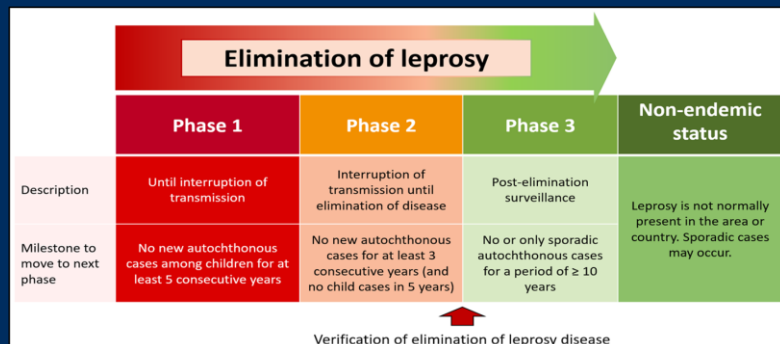 Elimination of leprosy
Phase 1
Phase 2
Phase 3
Non-endemic
status
Description
Until interruption of
transmission
Interruption of
transmission until
elimination of disease
Post-elimination
surveillance
Leprosy is not normally
present in the area or
country. Sporadic cases
may occur.
Milestone to
move to next
phase
No new autochthonous
cases among children for at
least 5 consecutive years
No new autochthonous
cases for at least 3
consecutive years (and
no child cases in 5 years)
No or only sporadic
autochthonous cases
for a period of ≥ 10
years
Verification of elimination of leprosy disease